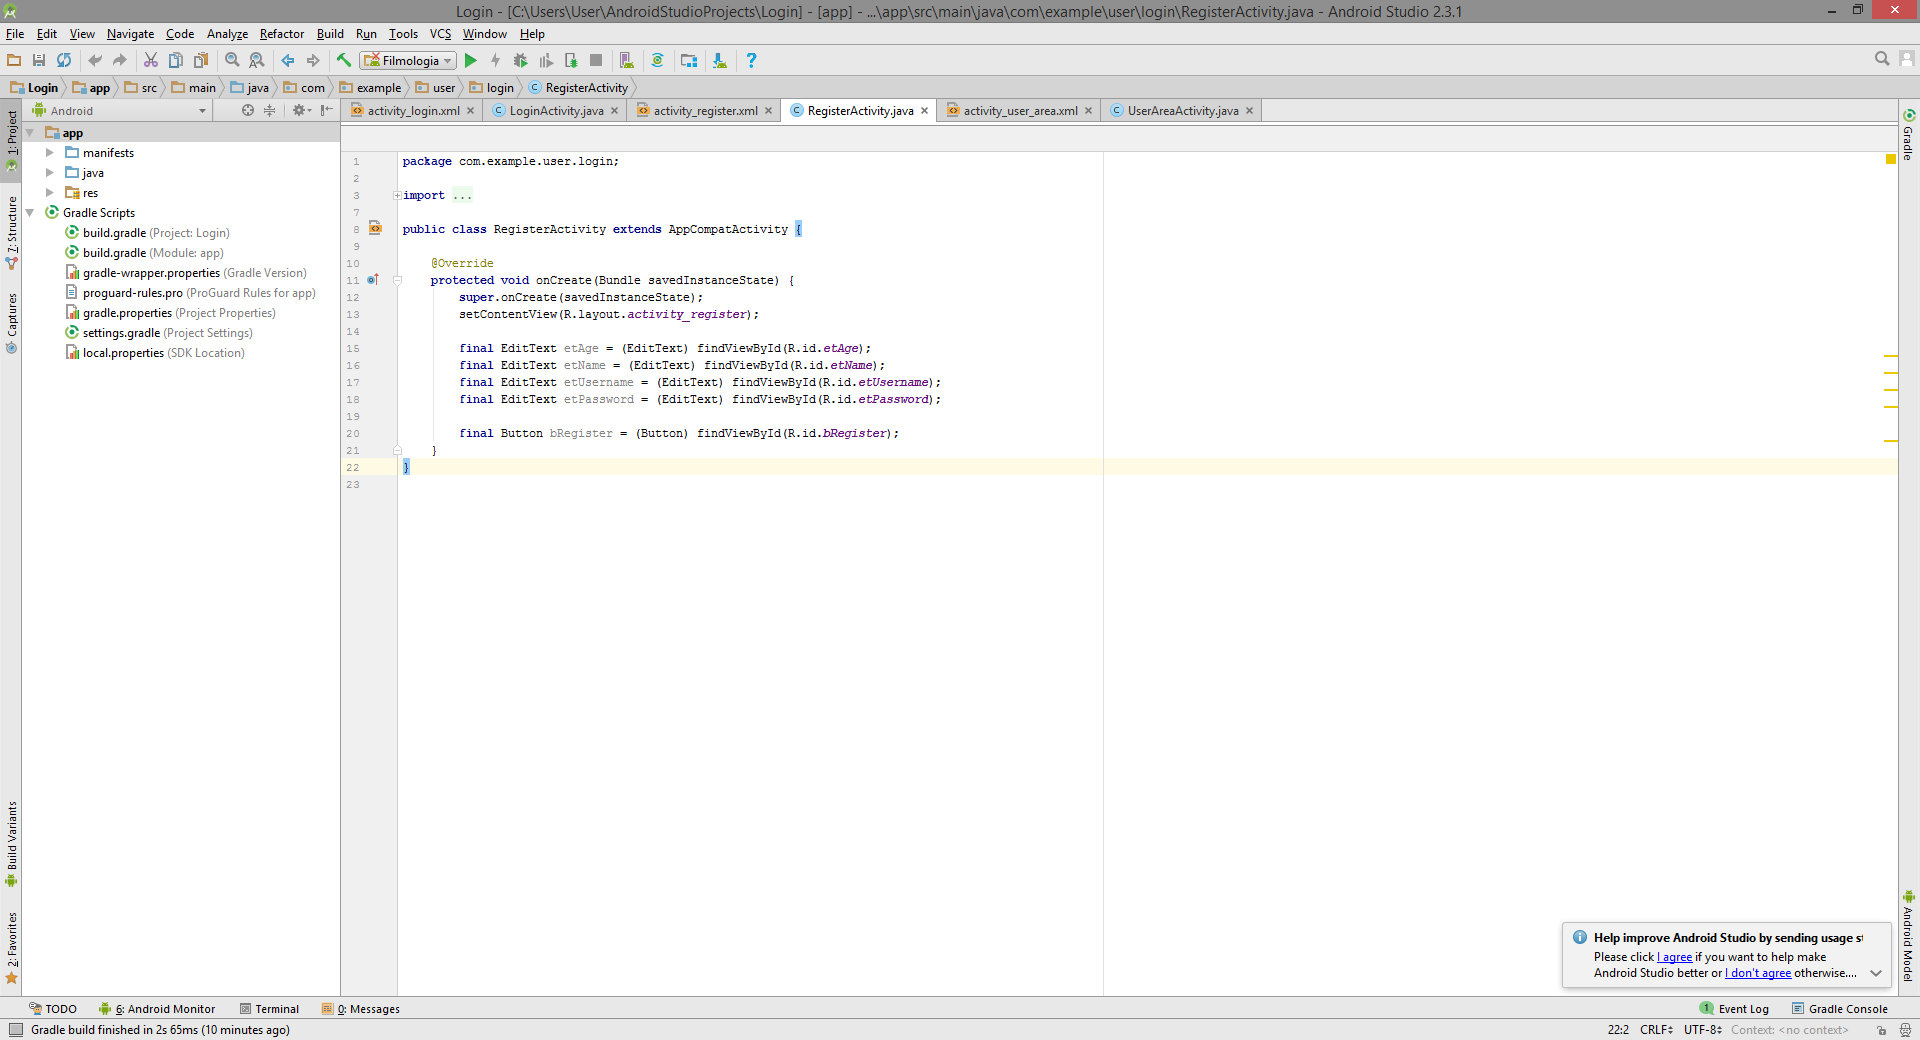 Login - [C:\Users\User\AndroidStudioProjects\Login] - [app] - ...\app\src\main\java\com\example\user\login\RegisterActivity.java - Android Studio 2.3.1
File Edit View Navigate Code Analyze Refactor Build Run Tools VCS Window Help
Filmologia
Login app src main java com example user login RegisterActivity
Android
activity_login.xml LoginActivity.java activity_register.xml RegisterActivity.java activity_user_area.xml UserAreaActivity.java
1: Project
7: Structure
Captures
Build Variants
2: Favorites
app
manifests
java
res
Gradle Scripts
build.gradle (Project: Login)
build.gradle (Module: app)
gradle-wrapper.properties (Gradle Version)
proguard-rules.pro (ProGuard Rules for app)
gradle.properties (Project Properties)
settings.gradle (Project Settings)
local.properties (SDK Location)
1 package com.example.user.login;
2
3 import ...
7
8 public class RegisterActivity extends AppCompatActivity {
9
10 @Override
11 protected void onCreate(Bundle savedInstanceState) {
12 super.onCreate(savedInstanceState);
13 setContentView(R.layout.activity_register);
14
15 final EditText etAge = (EditText) findViewById(R.id.etAge);
16 final EditText etName = (EditText) findViewById(R.id.etName);
17 final EditText etUsername = (EditText) findViewById(R.id.etUsername);
18 final EditText etPassword = (EditText) findViewById(R.id.etPassword);
19
20 final Button bRegister = (Button) findViewById(R.id.bRegister);
21 }
22 }
23
Gradle
Android Model
Help improve Android Studio by sending usage st
Please click I agree if you want to help make
Android Studio better or I don't agree otherwise....
TODO 6: Android Monitor Terminal 0: Messages 1 Event Log Gradle Console
Gradle build finished in 2s 65ms (10 minutes ago) 22:2 CRLF UTF-8 Context: <no context>